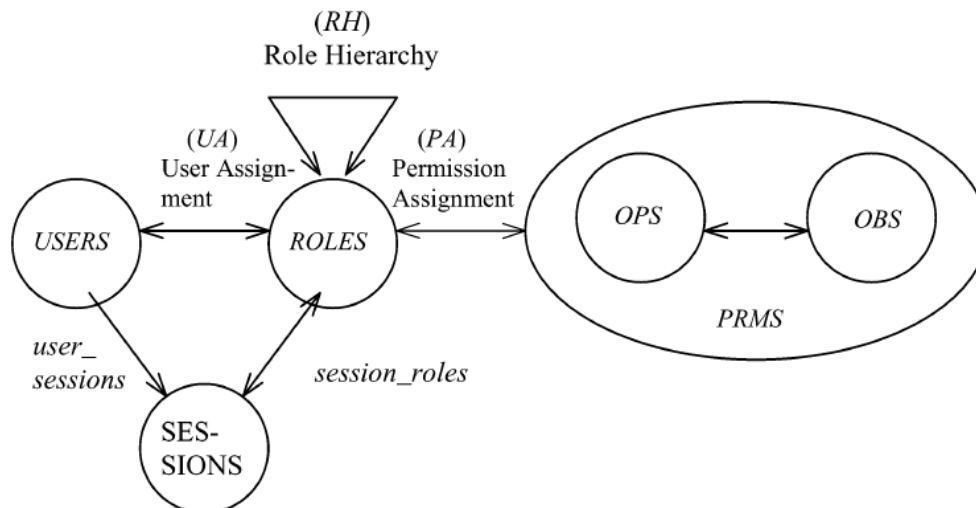 (RH)
Role Hierarchy
(UA)
User Assign-
ment
(PA)
Permission
Assignment
USERS
ROLES
OPS
OBS
PRMS
user_
sessions
session_roles
SES-
SIONS